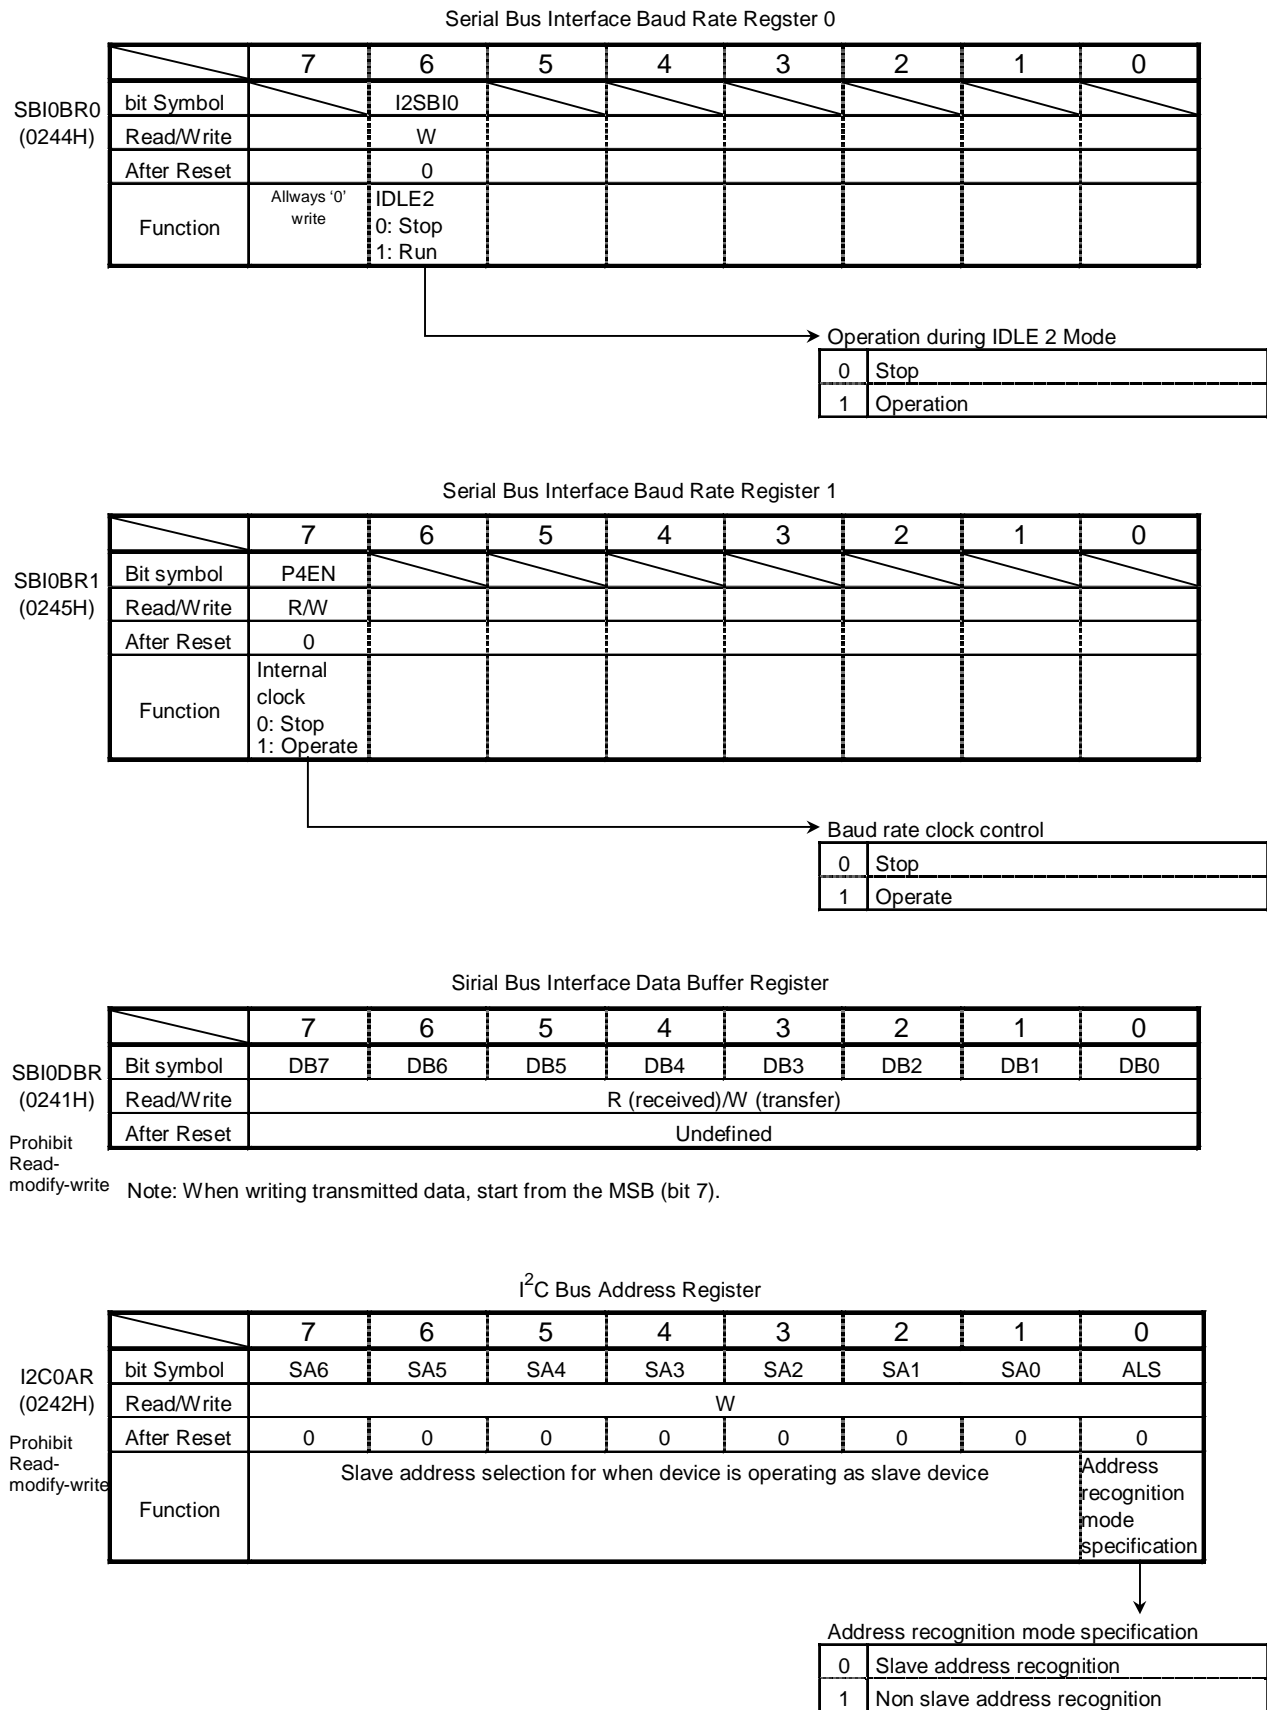 Serial Bus Interface Baud Rate Regster 0
7 6 5 4 3 2 1 0
SBI0BR0
(0244H)
bit Symbol I2SBI0
Read/Write W
After Reset 0
Function
Allways ‘0’
write
IDLE2
0: Stop
1: Run
Operation during IDLE 2 Mode
0 Stop
1 Operation
Serial Bus Interface Baud Rate Register 1
7 6 5 4 3 2 1 0
SBI0BR1
(0245H)
Bit symbol P4EN
Read/Write R/W
After Reset 0
Function
Internal
clock
0: Stop
1: Operate
Baud rate clock control
0 Stop
1 Operate
Sirial Bus Interface Data Buffer Register
7 6 5 4 3 2 1 0
SBI0DBR
(0241H)
Prohibit
Read-
modify-write
Bit symbol DB7 DB6 DB5 DB4 DB3 DB2 DB1 DB0
Read/Write R (received)/W (transfer)
After Reset Undefined
Note: When writing transmitted data, start from the MSB (bit 7).
I²C Bus Address Register
7 6 5 4 3 2 1 0
I2C0AR
(0242H)
Prohibit
Read-
modify-write
bit Symbol SA6 SA5 SA4 SA3 SA2 SA1 SA0 ALS
Read/Write W
After Reset 0 0 0 0 0 0 0 0
Function
Slave address selection for when device is operating as slave device
Address
recognition
mode
specification
Address recognition mode specification
0 Slave address recognition
1 Non slave address recognition